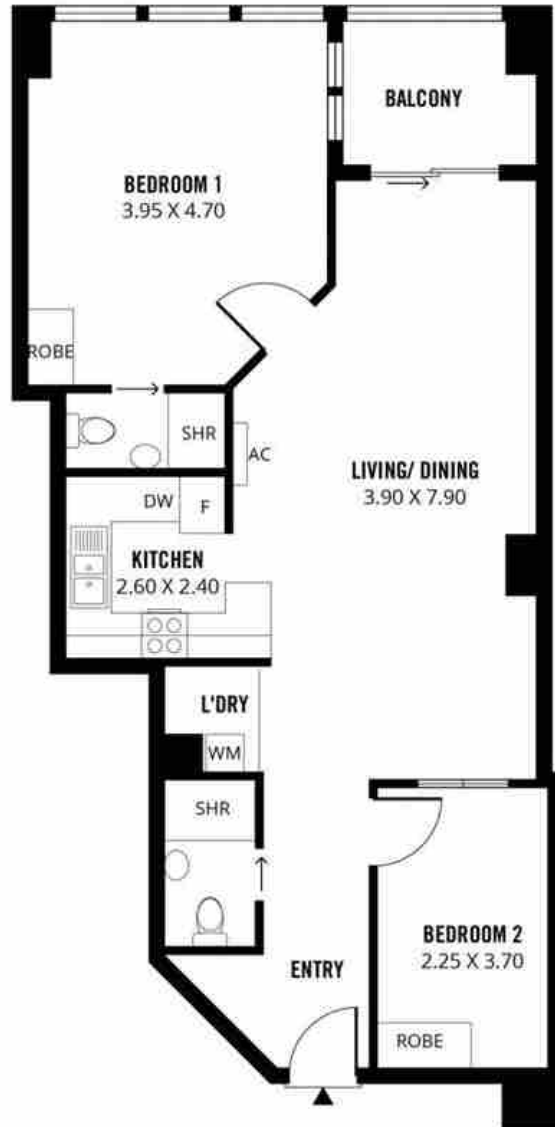 BALCONY
BEDROOM 1
3.95 X 4.70
ROBE
SHR
AC
LIVING/ DINING
3.90 X 7.90
DW
F
KITCHEN
2.60 X 2.40
L'DRY
WM
SHR
BEDROOM 2
2.25 X 3.70
ENTRY
ROBE